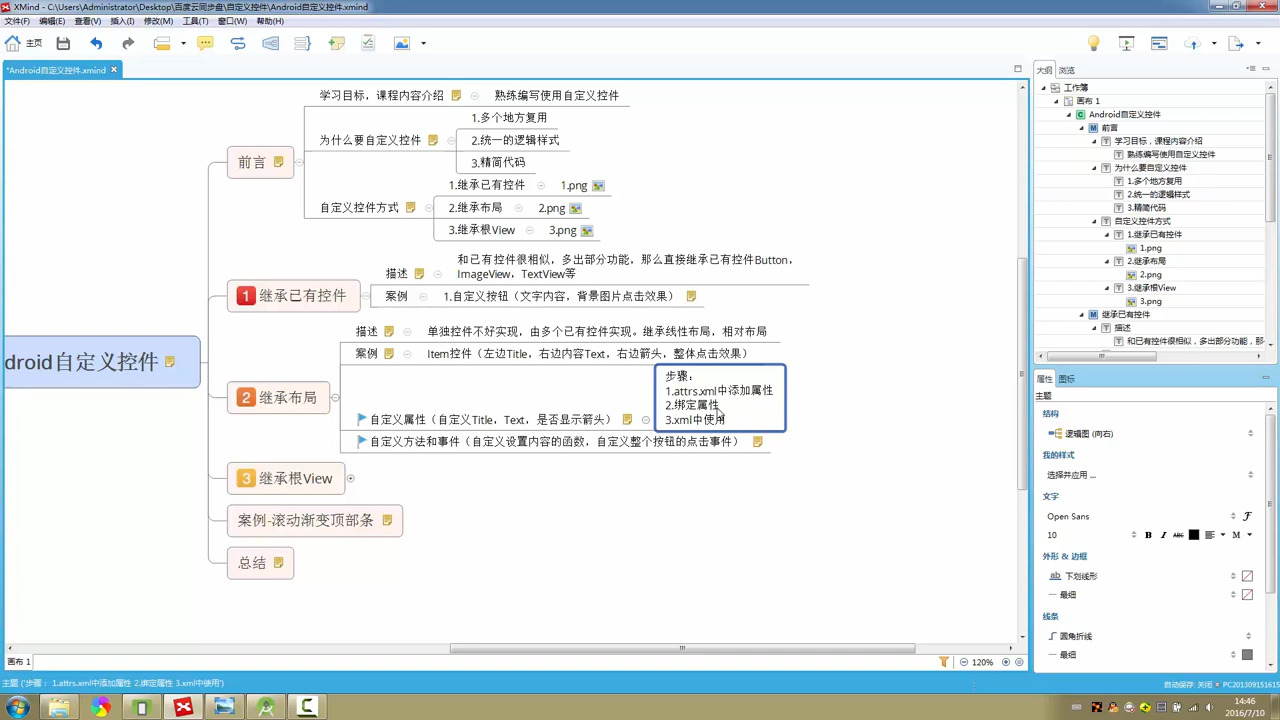 XMind - C:\Users\Administrator\Desktop\百度云同步盘\自定义控件\Android自定义控件.xmind
文件(F) 编辑(E) 查看(V) 插入(I) 修改(M) 工具(T) 窗口(W) 帮助(H)
主页
*Android自定义控件.xmind
学习目标，课程内容介绍
熟练编写使用自定义控件
为什么要自定义控件
1.多个地方复用
2.统一的逻辑样式
3.精简代码
前言
自定义控件方式
1.继承已有控件
1.png
2.继承布局
2.png
3.继承根View
3.png
1 继承已有控件
描述
和已有控件很相似，多出部分功能，那么直接继承已有控件Button，
ImageView，TextView等
案例
1.自定义按钮（文字内容，背景图片点击效果）
droid自定义控件
2 继承布局
描述
单独控件不好实现，由多个已有控件实现。继承线性布局，相对布局
案例
Item控件（左边Title，右边内容Text，右边箭头，整体点击效果）
自定义属性（自定义Title，Text，是否显示箭头）
步骤：
1.attrs.xml中添加属性
2.绑定属性
3.xml中使用
自定义方法和事件（自定义设置内容的函数，自定义整个按钮的点击事件）
3 继承根View
案例-滚动渐变顶部条
总结
画布 1
120%
大纲 浏览
工作簿
画布 1
Android自定义控件
前言
学习目标，课程内容介绍
熟练编写使用自定义控件
为什么要自定义控件
1.多个地方复用
2.统一的逻辑样式
3.精简代码
自定义控件方式
1.继承已有控件
1.png
2.继承布局
2.png
3.继承根View
3.png
继承已有控件
描述
和已有控件很相似，多出部分功能，那
属性 图标
主题
结构
逻辑图 (向右)
我的样式
选择并应用 ...
文字
Open Sans
10
B I ABC M
外形 & 边框
下划线形
最细
线条
圆角折线
最细
主题 ('步骤： 1.attrs.xml中添加属性 2.绑定属性 3.xml中使用')
自动保存: 关闭
PC201309151615
14:46
2016/7/10